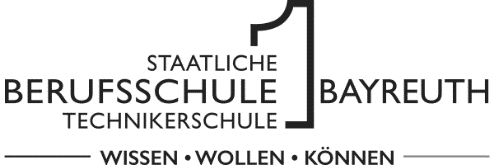 STAATLICHE
BERUFSSCHULE 1 BAYREUTH
TECHNIKERSCHULE
WISSEN • WOLLEN • KÖNNEN